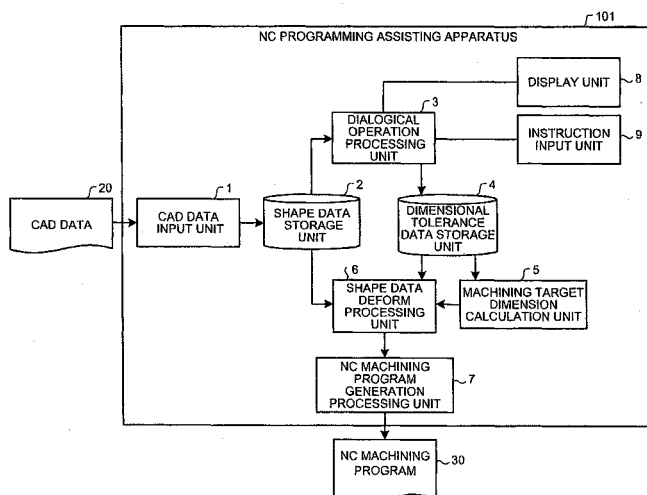 101
NC PROGRAMMING ASSISTING APPARATUS
DISPLAY UNIT
8
3
DIALOGICAL
OPERATION
PROCESSING
UNIT
INSTRUCTION
INPUT UNIT
9
20
CAD DATA
1
CAD DATA
INPUT UNIT
2
SHAPE DATA
STORAGE
UNIT
4
DIMENSIONAL
TOLERANCE
DATA STORAGE
UNIT
6
SHAPE DATA
DEFORM
PROCESSING
UNIT
5
MACHINING TARGET
DIMENSION
CALCULATION UNIT
NC MACHINING
PROGRAM
GENERATION
PROCESSING UNIT
7
NC MACHINING
PROGRAM
30